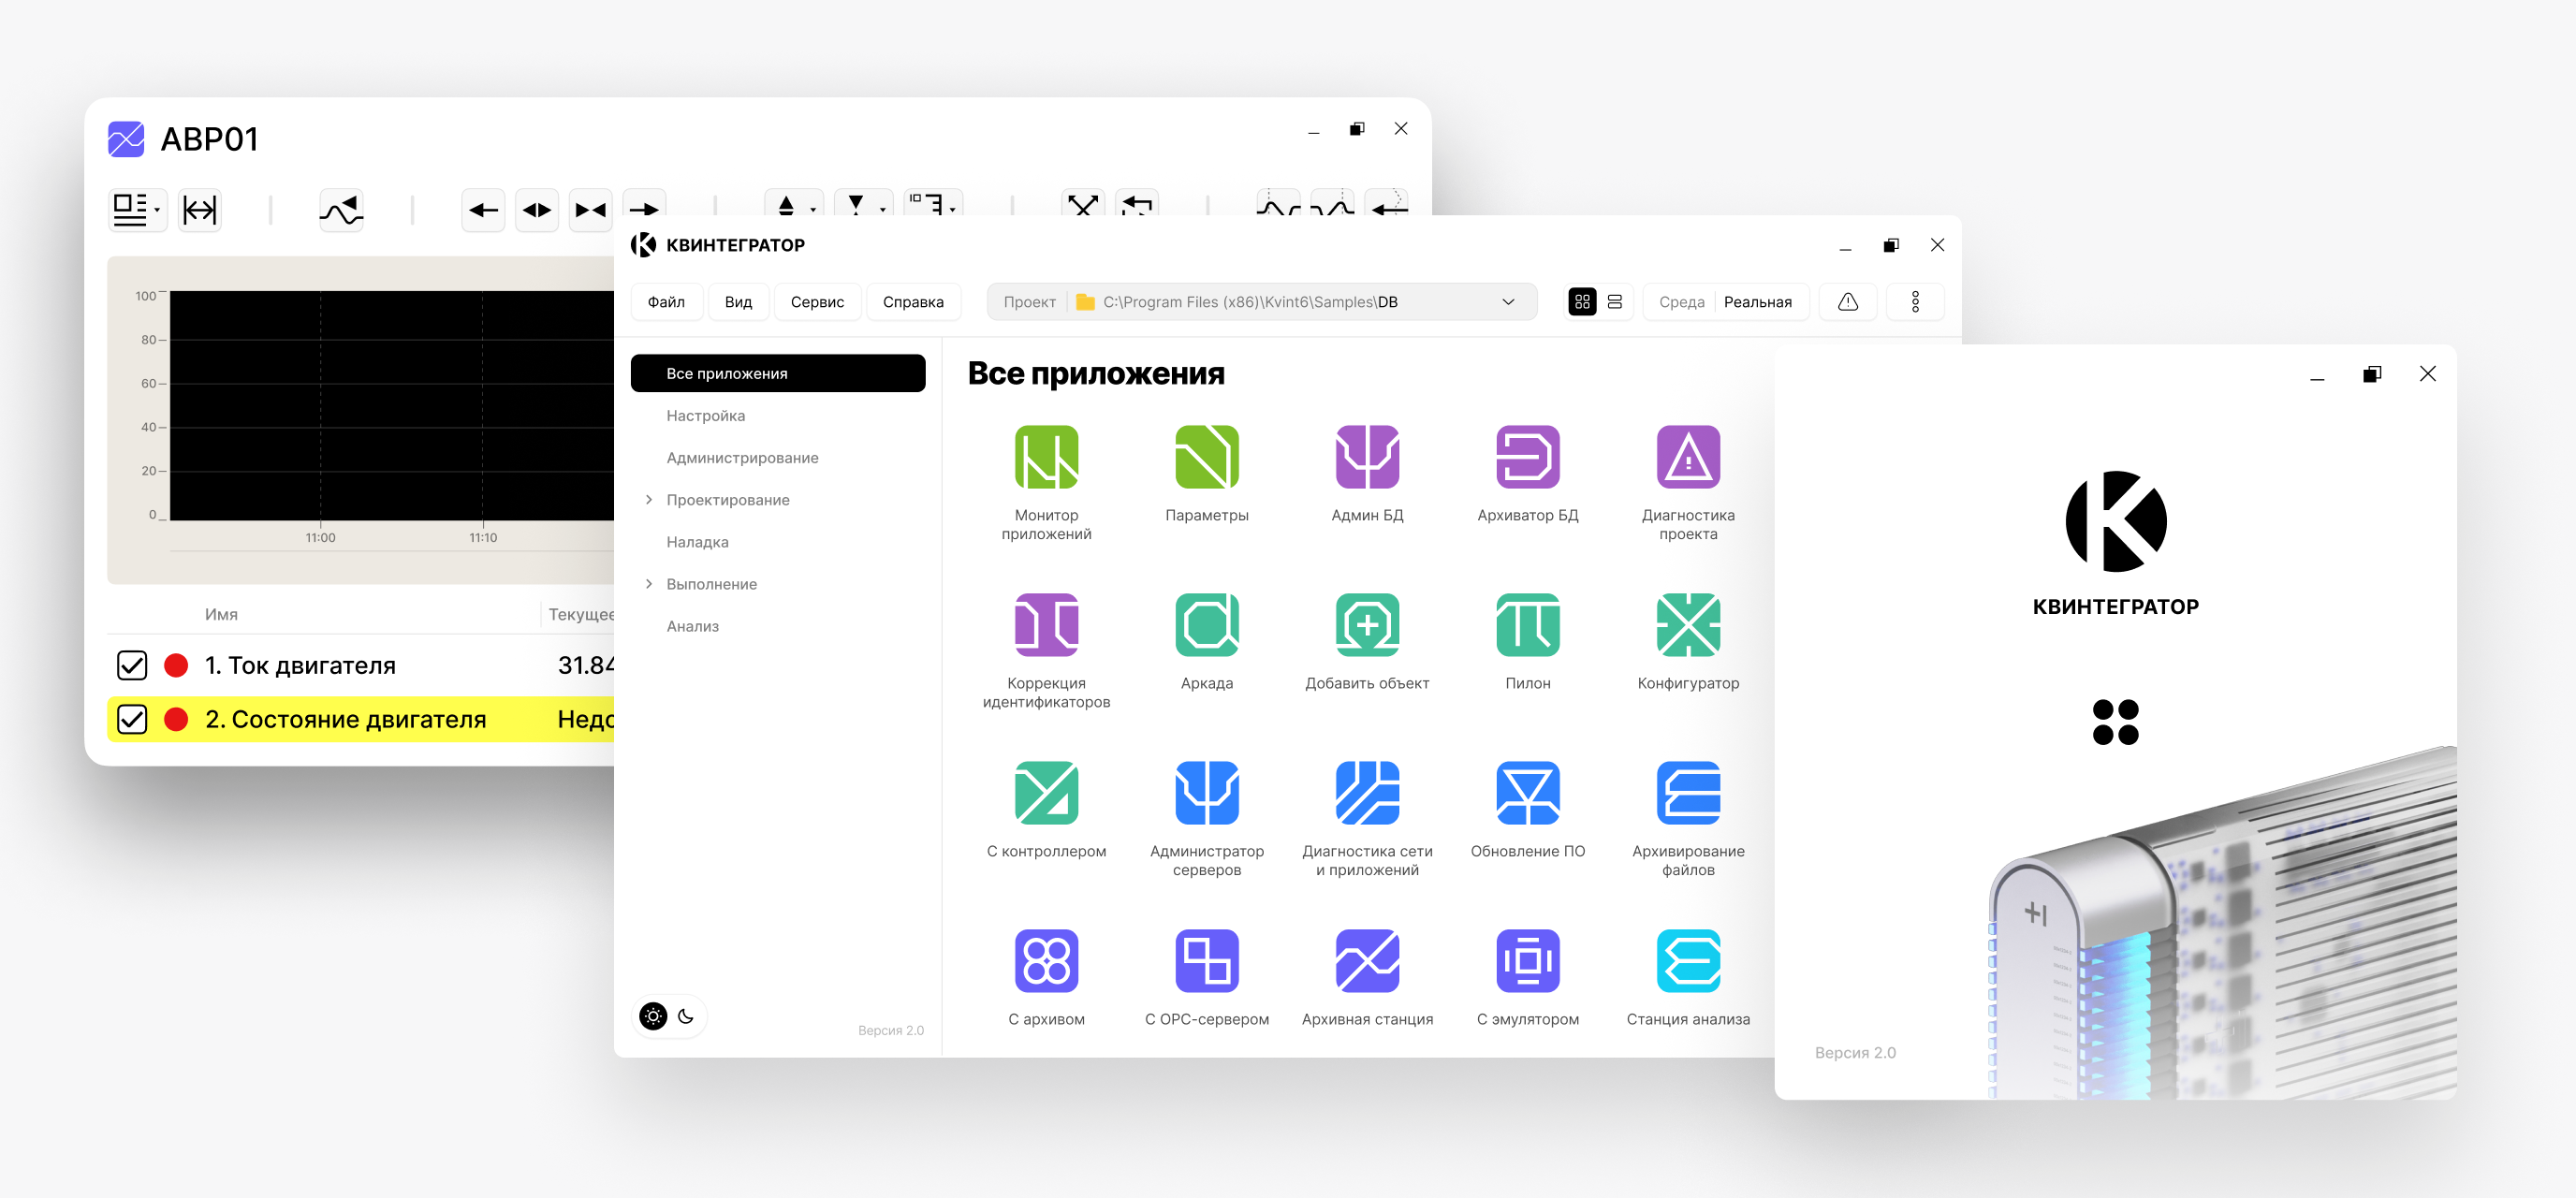 АВР01
100
80
60
40
20
0
11:00
11:10
Имя
Текущее
1. Ток двигателя
31.84
2. Состояние двигателя
Недо
КВИНТЕГРАТОР
Файл
Вид
Сервис
Справка
Проект
C:\Program Files (x86)\Kvint6\Samples\DB
Среда
Реальная
Все приложения
Настройка
Администрирование
Проектирование
Наладка
Выполнение
Анализ
Версия 2.0
Все приложения
Монитор
приложений
Параметры
Админ БД
Архиватор БД
Диагностика
проекта
Коррекция
идентификаторов
Аркада
Добавить объект
Пилон
Конфигуратор
С контроллером
Администратор
серверов
Диагностика сети
и приложений
Обновление ПО
Архивирование
файлов
С архивом
С OPC-сервером
Архивная станция
С эмулятором
Станция анализа
КВИНТЕГРАТОР
Версия 2.0